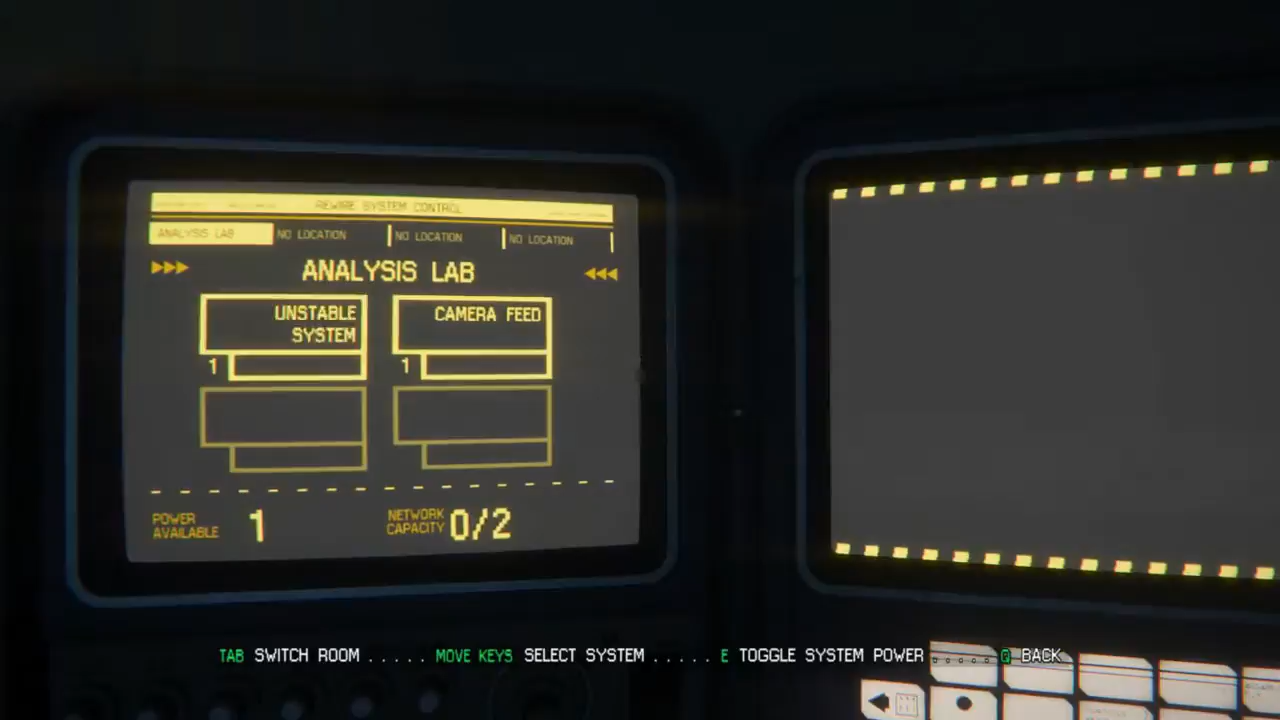 REWIRE SYSTEM CONTROL
ANALYSIS LAB NO LOCATION NO LOCATION NO LOCATION
ANALYSIS LAB
UNSTABLE SYSTEM
1
CAMERA FEED
1
POWER AVAILABLE 1
NETWORK CAPACITY 0/2
TAB SWITCH ROOM ..... MOVE KEYS SELECT SYSTEM ..... E TOGGLE SYSTEM POWER Q BACK